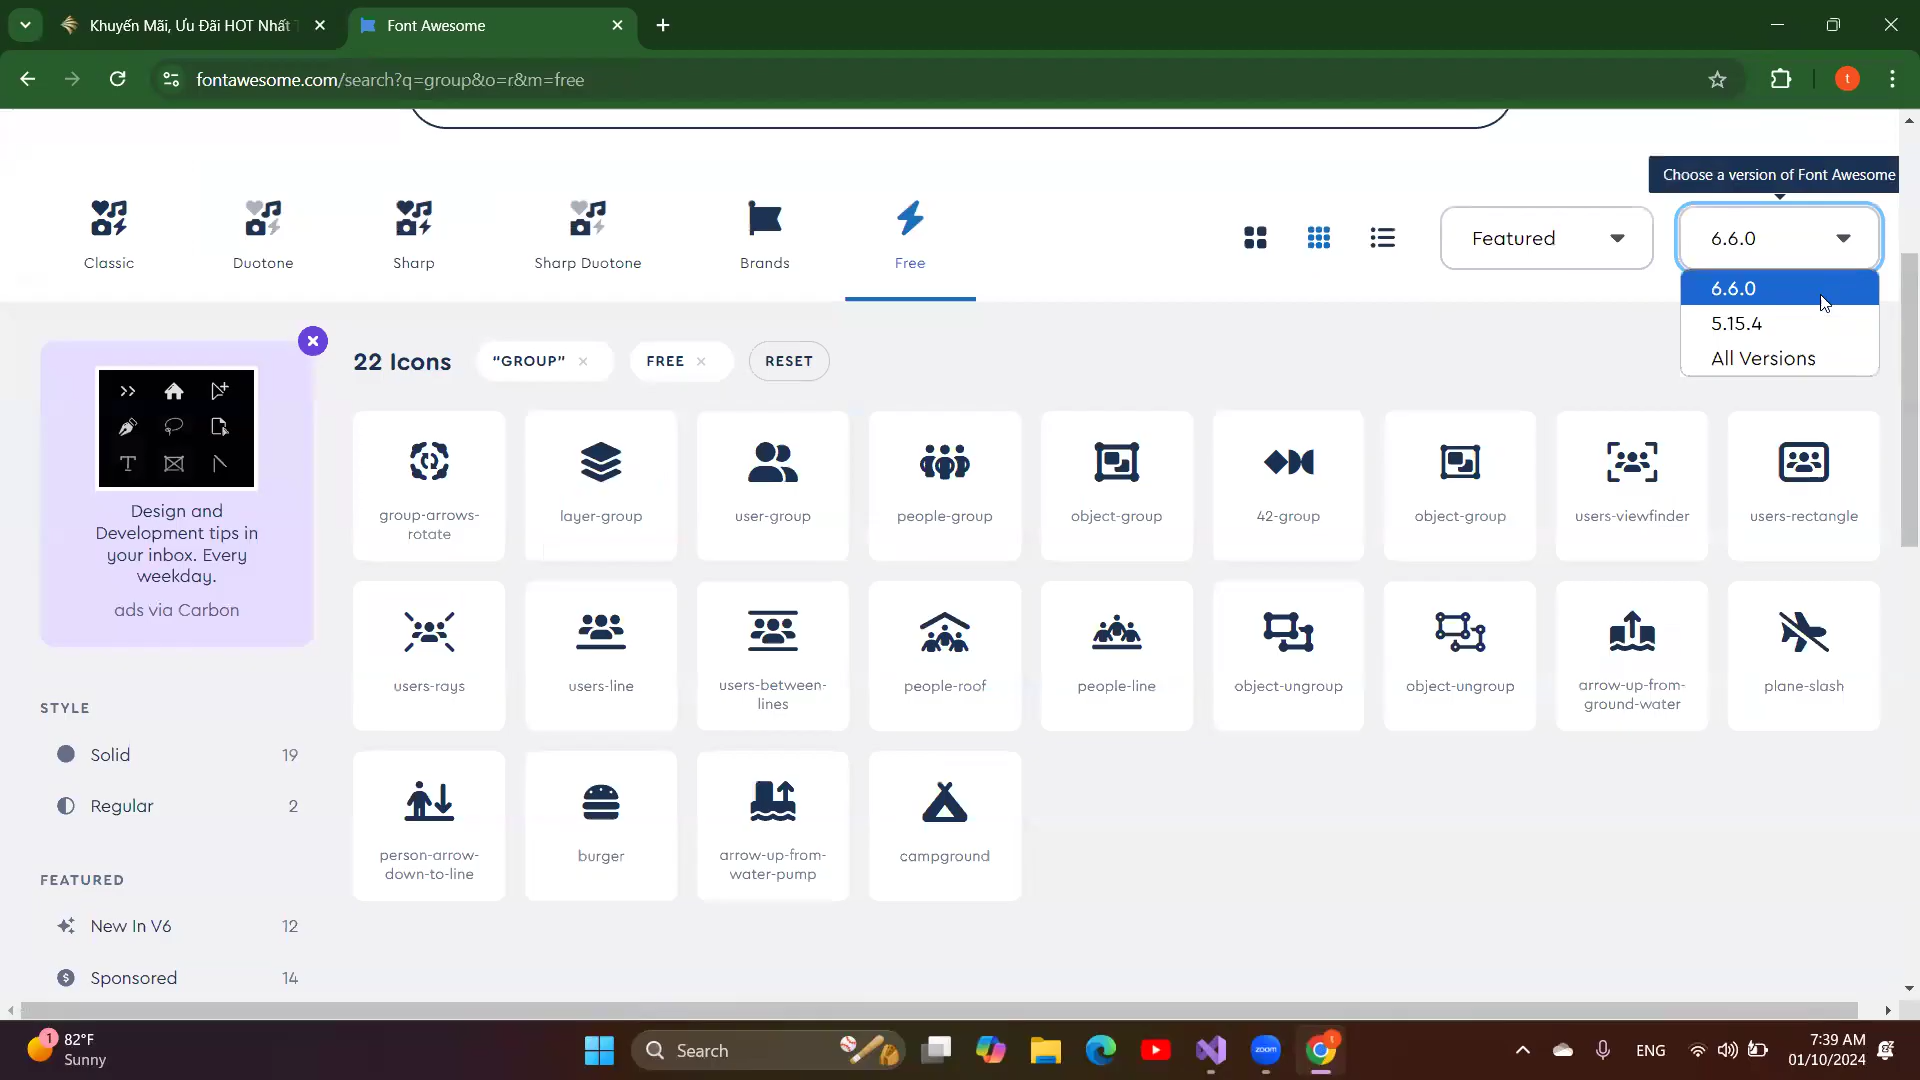 Khuyến Mãi, Ưu Đãi HOT Nhất
Font Awesome
fontawesome.com/search?q=group&o=r&m=free
t
Choose a version of Font Awesome
Classic
Duotone
Sharp
Sharp Duotone
Brands
Free
Featured
6.6.0
6.6.0
5.15.4
All Versions
22 Icons
“GROUP”
FREE
RESET
Design and
Development tips in
your inbox. Every
weekday.
ads via Carbon
group-arrows-
rotate
layer-group
user-group
people-group
object-group
42-group
object-group
users-viewfinder
users-rectangle
users-rays
users-line
users-between-
lines
people-roof
people-line
object-ungroup
object-ungroup
arrow-up-from-
ground-water
plane-slash
person-arrow-
down-to-line
burger
arrow-up-from-
water-pump
campground
STYLE
Solid 19
Regular 2
FEATURED
New In V6 12
Sponsored 14
1
82°F
Sunny
Search
zoom
ENG
7:39 AM
01/10/2024